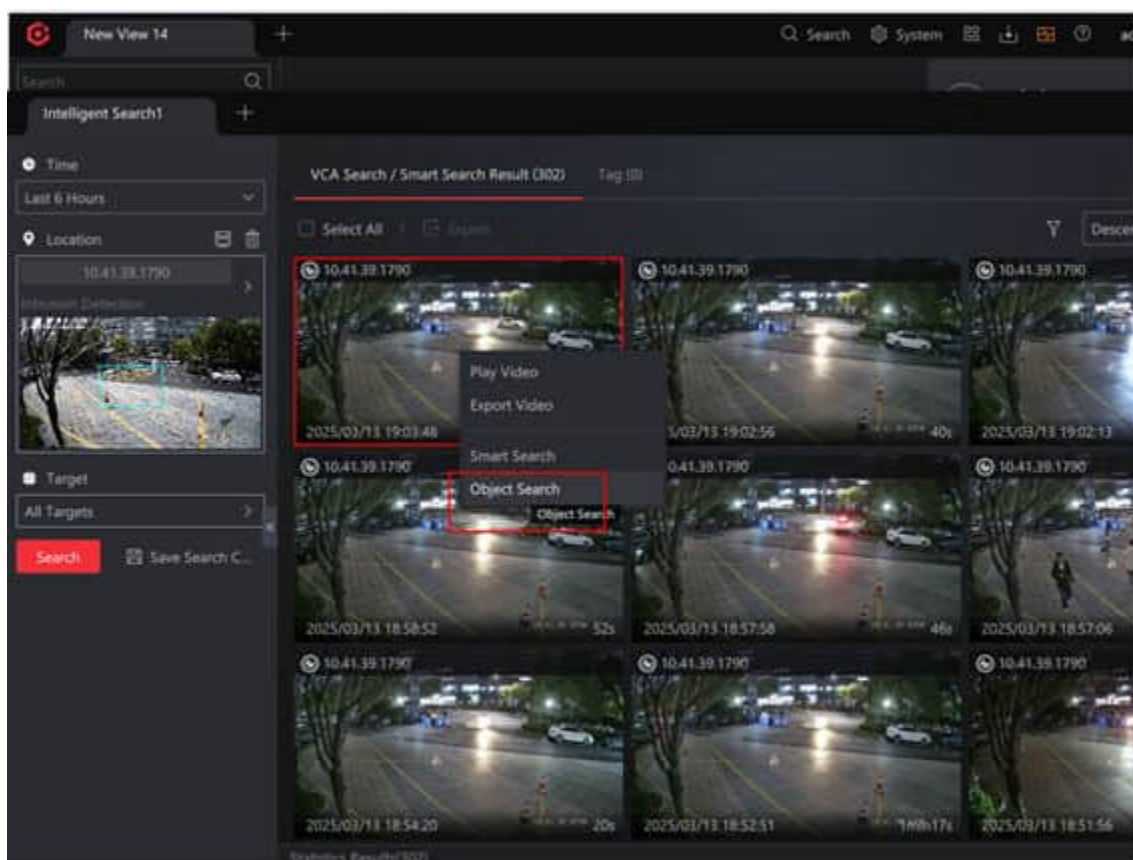 New View 14
Search
System
Search
Intelligent Search1
Time
VCA Search / Smart Search Result (302)
Tag (0)
Last 6 Hours
Select All
Export
Location
10.41.39.1790
10.41.39.1790
10.41.39.1790
10.41.39.1790
Intrusion Detection
Play Video
Export Video
2025/03/13 19:03:48
/03/13 19:02:56
40s
2025/03/13 19:02:13
Smart Search
10.41.39.1790
0.41.39.1790
10.41.39.1790
Target
Object Search
All Targets
Object Search
Search
Save Search C...
2025/03/13 18:58:52
52s
2025/03/13 18:57:58
46s
2025/03/13 18:57:06
10.41.39.1790
10.41.39.1790
10.41.39.1790
2025/03/13 18:54:20
20s
2025/03/13 18:52:51
2025/03/13 18:51:56
Statistics Results(302)